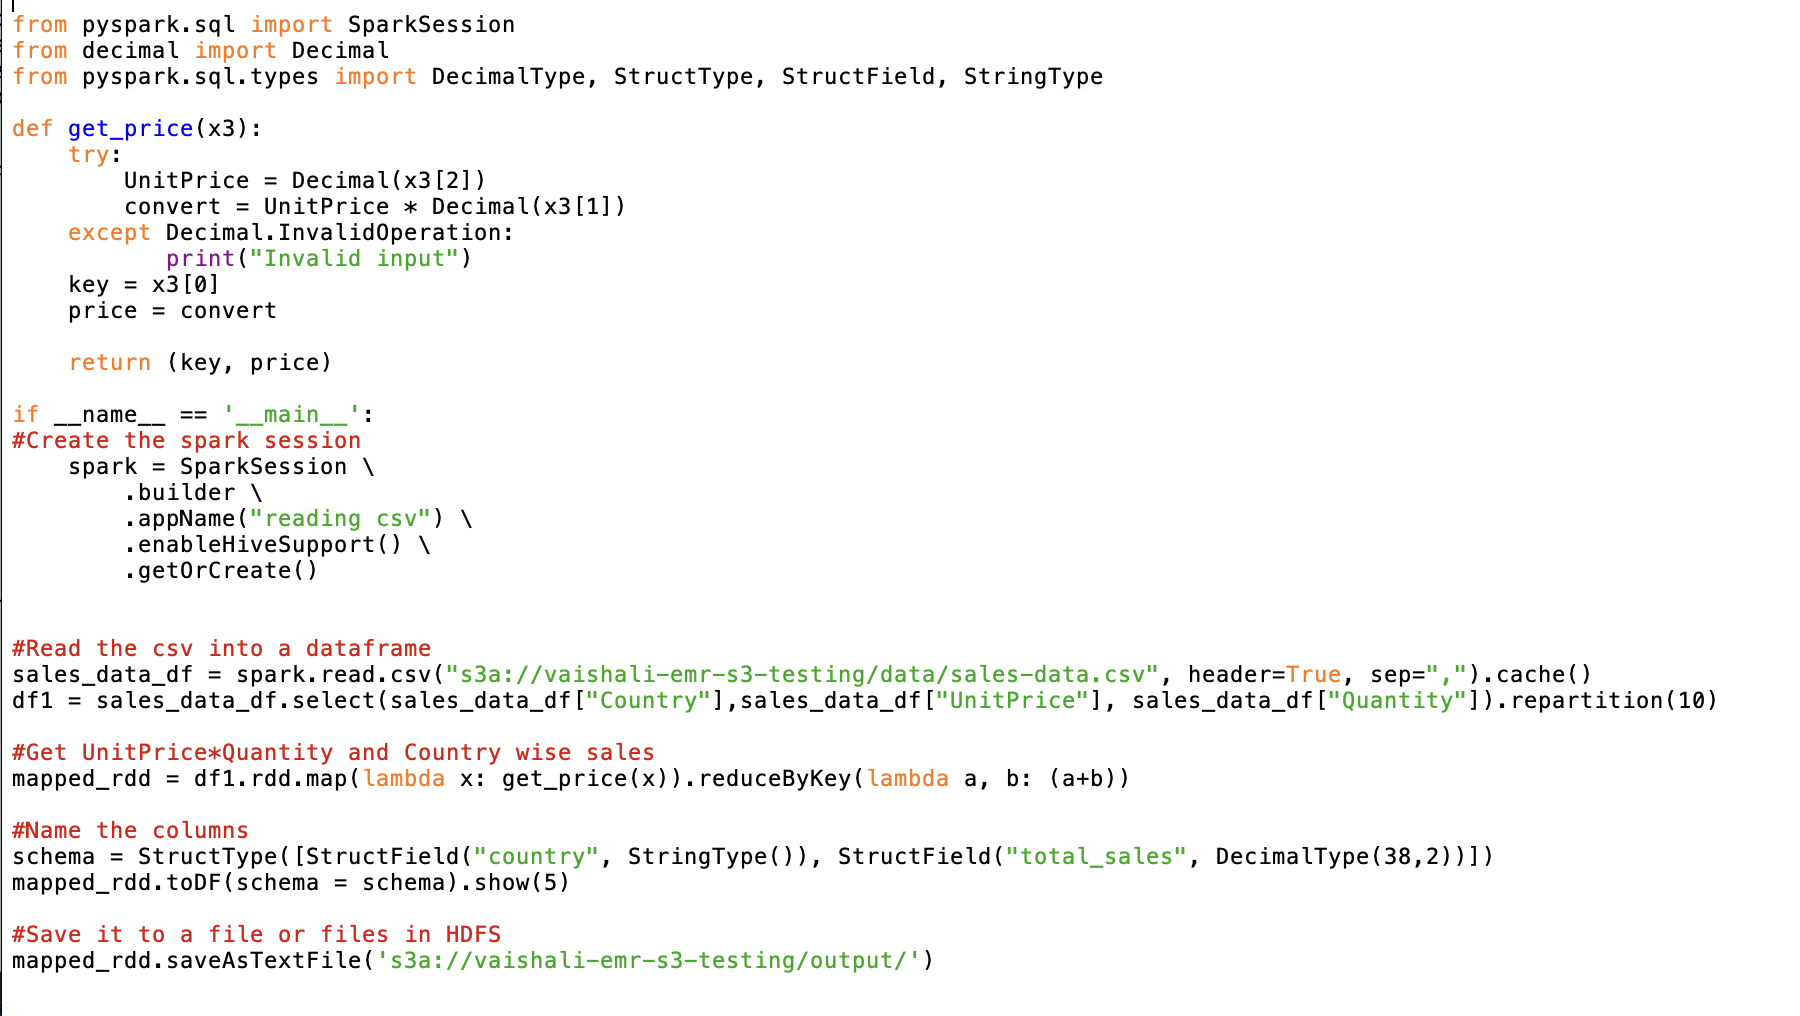 from pyspark.sql import SparkSession
from decimal import Decimal
from pyspark.sql.types import DecimalType, StructType, StructField, StringType

def get_price(x3):
    try:
        UnitPrice = Decimal(x3[2])
        convert = UnitPrice * Decimal(x3[1])
    except Decimal.InvalidOperation:
           print("Invalid input")
    key = x3[0]
    price = convert

    return (key, price)

if __name__ == '__main__':
#Create the spark session
    spark = SparkSession \
        .builder \
        .appName("reading csv") \
        .enableHiveSupport() \
        .getOrCreate()


#Read the csv into a dataframe
sales_data_df = spark.read.csv("s3a://vaishali-emr-s3-testing/data/sales-data.csv", header=True, sep=",").cache()
df1 = sales_data_df.select(sales_data_df["Country"],sales_data_df["UnitPrice"], sales_data_df["Quantity"]).repartition(10)

#Get UnitPrice*Quantity and Country wise sales
mapped_rdd = df1.rdd.map(lambda x: get_price(x)).reduceByKey(lambda a, b: (a+b))

#Name the columns
schema = StructType([StructField("country", StringType()), StructField("total_sales", DecimalType(38,2))])
mapped_rdd.toDF(schema = schema).show(5)

#Save it to a file or files in HDFS
mapped_rdd.saveAsTextFile('s3a://vaishali-emr-s3-testing/output/')